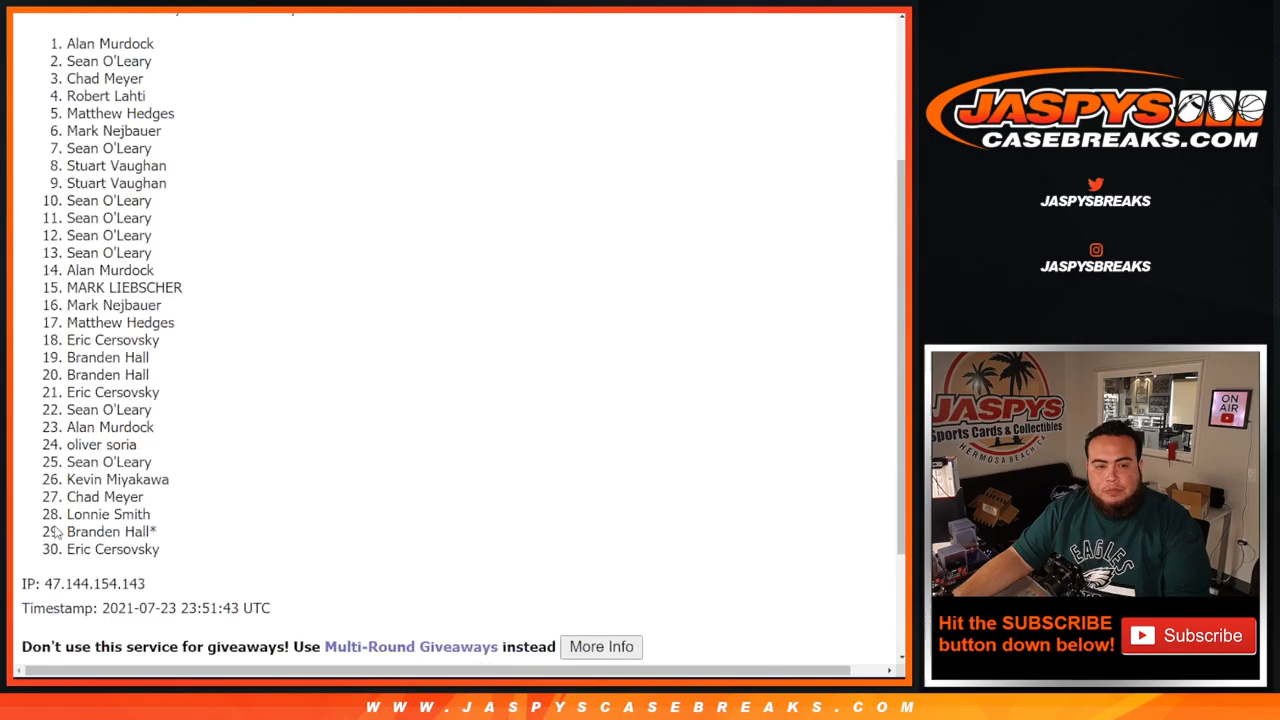 1. Alan Murdock
2. Sean O'Leary
3. Chad Meyer
4. Robert Lahti
5. Matthew Hedges
6. Mark Nejbauer
7. Sean O'Leary
8. Stuart Vaughan
9. Stuart Vaughan
10. Sean O'Leary
11. Sean O'Leary
12. Sean O'Leary
13. Sean O'Leary
14. Alan Murdock
15. MARK LIEBSCHER
16. Mark Nejbauer
17. Matthew Hedges
18. Eric Cersovsky
19. Branden Hall
20. Branden Hall
21. Eric Cersovsky
22. Sean O'Leary
23. Alan Murdock
24. oliver soria
25. Sean O'Leary
26. Kevin Miyakawa
27. Chad Meyer
28. Lonnie Smith
29. Branden Hall*
30. Eric Cersovsky
IP: 47.144.154.143
Timestamp: 2021-07-23 23:51:43 UTC
Don't use this service for giveaways! Use Multi-Round Giveaways instead More Info
JASPYS
CASEBREAKS.COM
JASPYSBREAKS
JASPYSBREAKS
JASPYS
Sports Cards & Collectibles
HERMOSA BEACH, CA
ON
AIR
EAGLES
Hit the SUBSCRIBE
button down below!
Subscribe
WWW.JASPYSCASEBREAKS.COM